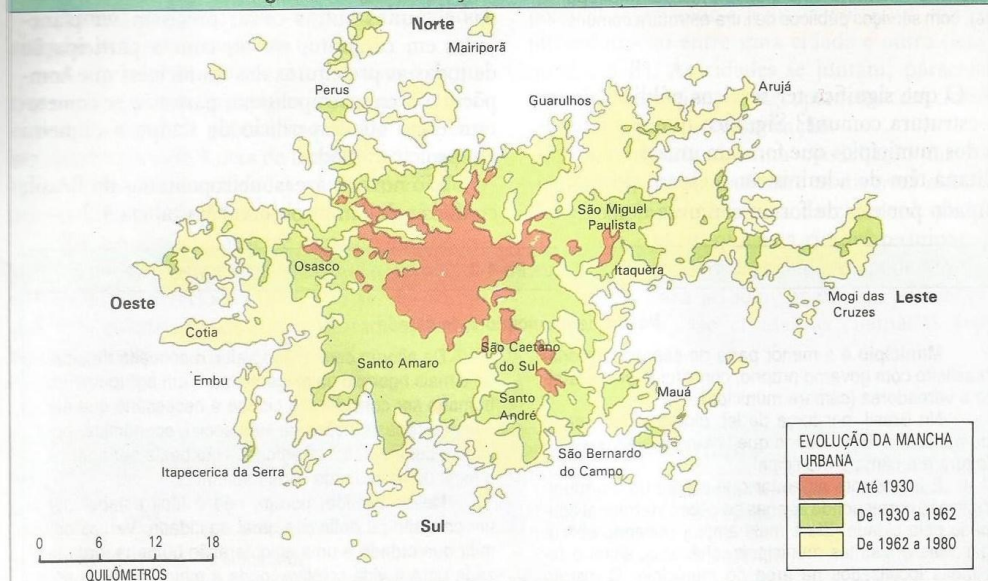 Norte
Mairiporã
Perus
Arujá
Guarulhos
São Miguel
Paulista
Osasco
Itaquera
Oeste
Mogi das
Cruzes
Leste
Cotia
São Caetano
do Sul
Santo Amaro
Embu
Mauá
Santo
André
São Bernardo
do Campo
Itapecerica da Serra
Sul
EVOLUÇÃO DA MANCHA
URBANA
Até 1930
De 1930 a 1962
De 1962 a 1980
0 6 12 18
QUILÔMETROS